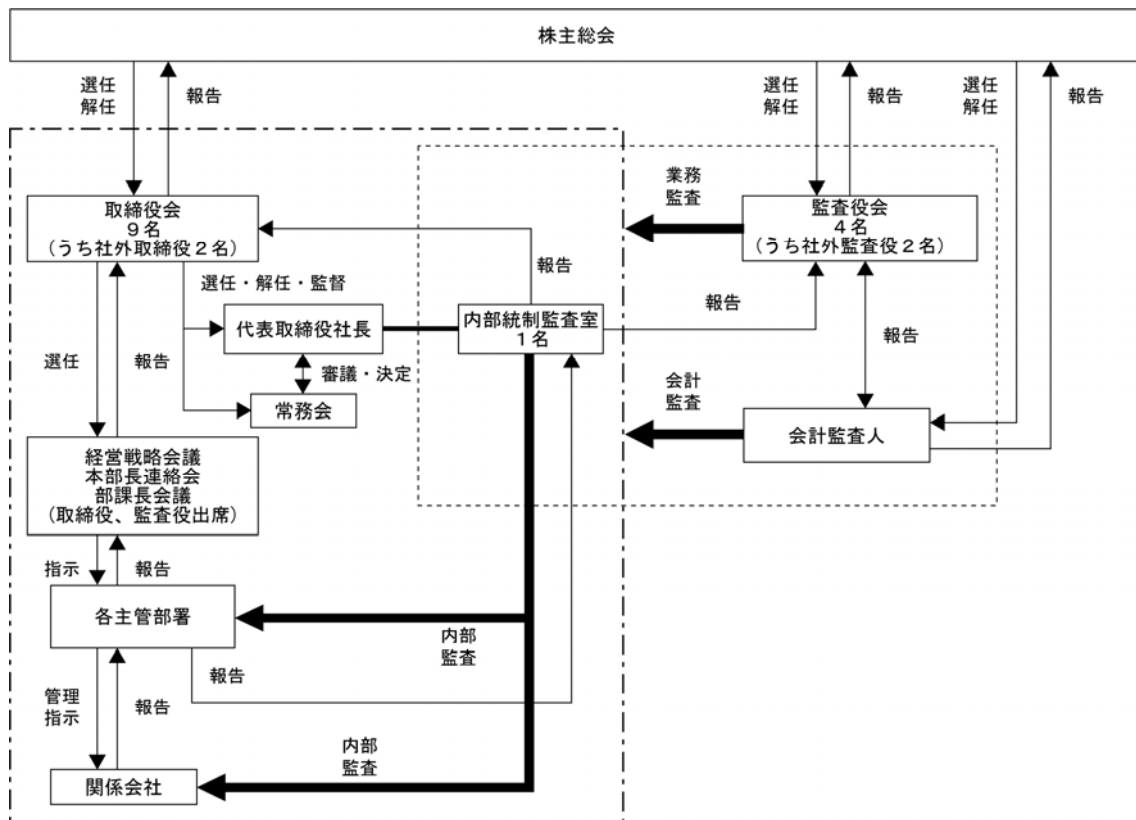 株主総会
選任
解任
報告
選任
解任
報告
選任
解任
報告
取締役会
9名
(うち社外取締役2名)
業務
監査
監査役会
4名
(うち社外監査役2名)
報告
選任・解任・監督
報告
代表取締役社長
内部統制監査室
1名
選任
報告
審議・決定
報告
常務会
会計
監査
会計監査人
経営戦略会議
本部長連絡会
部課長会議
(取締役、監査役出席)
指示
報告
各主管部署
内部
監査
報告
管理
指示
報告
内部
監査
関係会社